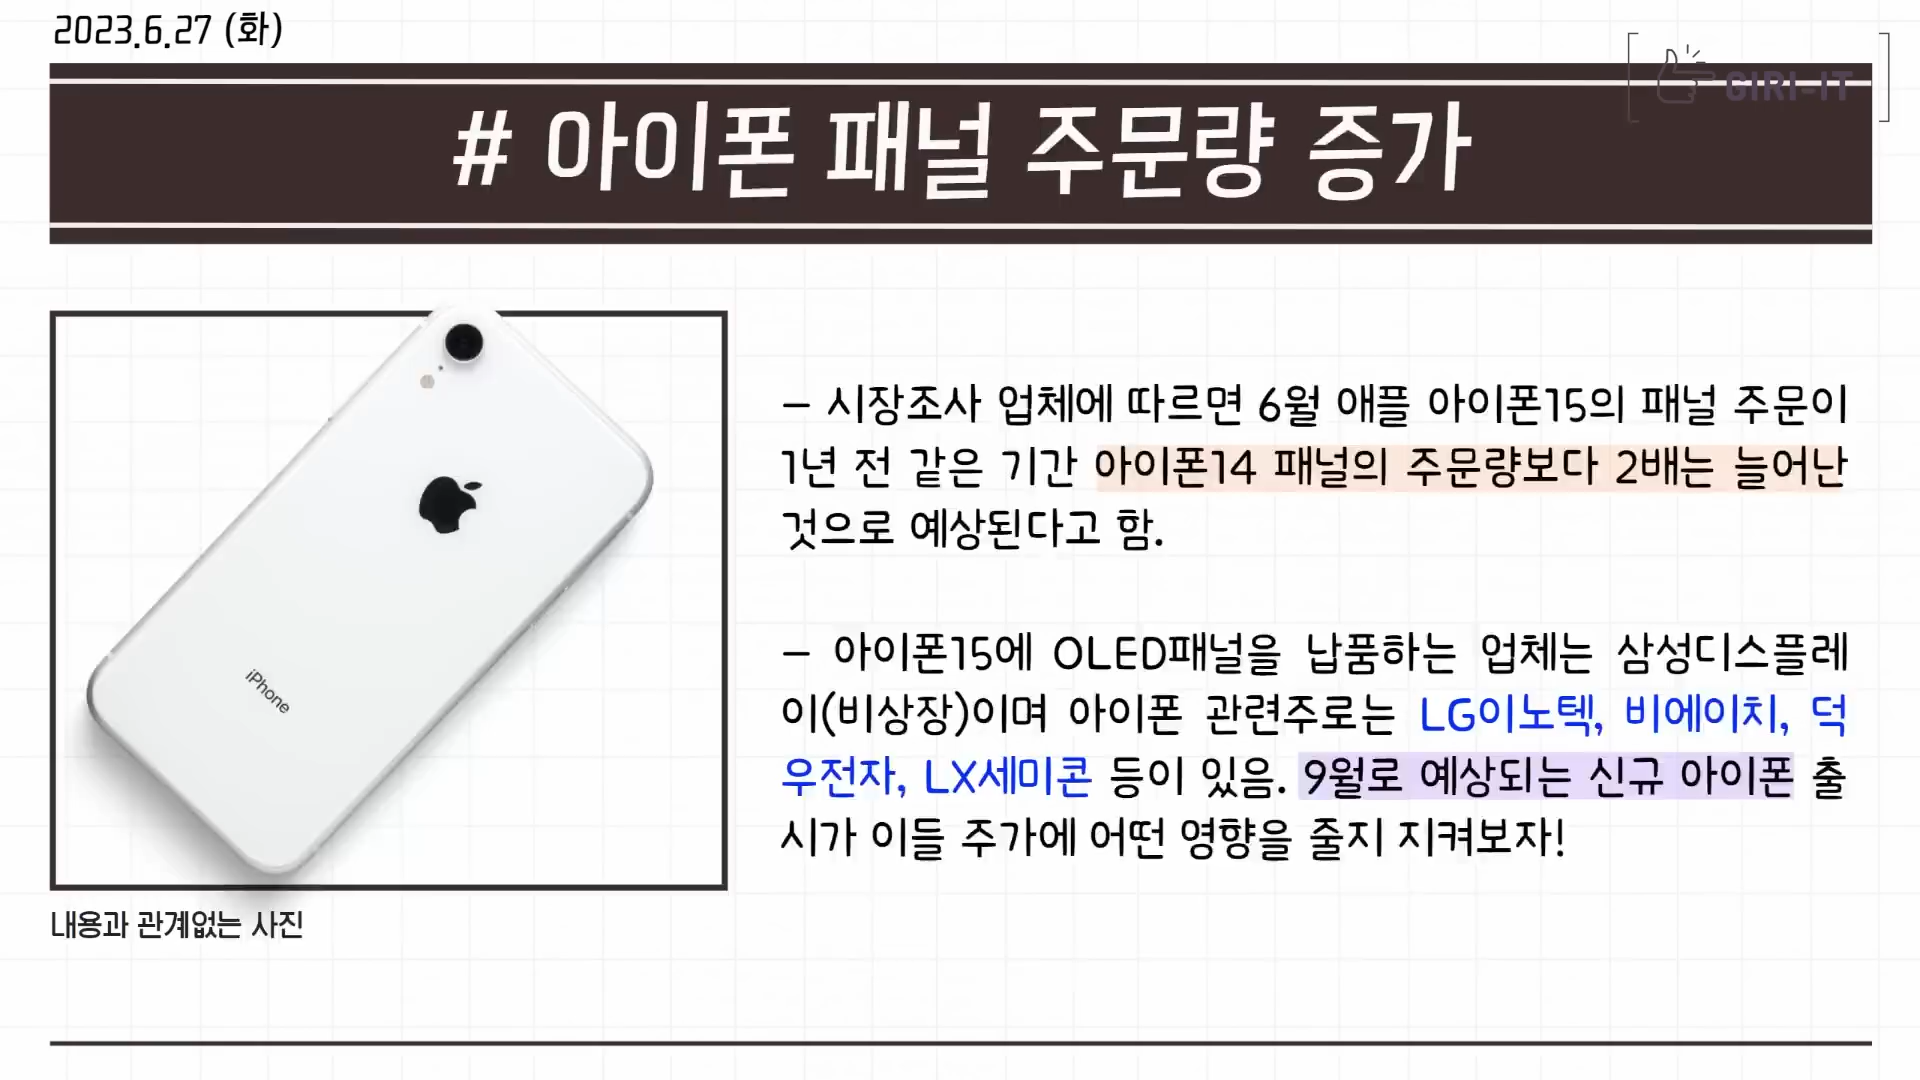 2023.6.27 (화)
GIRI-IT
# 아이폰 패널 주문량 증가
– 시장조사 업체에 따르면 6월 애플 아이폰15의 패널 주문이
1년 전 같은 기간 아이폰14 패널의 주문량보다 2배는 늘어난
것으로 예상된다고 함.
– 아이폰15에 OLED패널을 납품하는 업체는 삼성디스플레
이(비상장)이며 아이폰 관련주로는 LG이노텍, 비에이치, 덕
우전자, LX세미콘 등이 있음. 9월로 예상되는 신규 아이폰 출
시가 이들 주가에 어떤 영향을 줄지 지켜보자!
iPhone
내용과 관계없는 사진